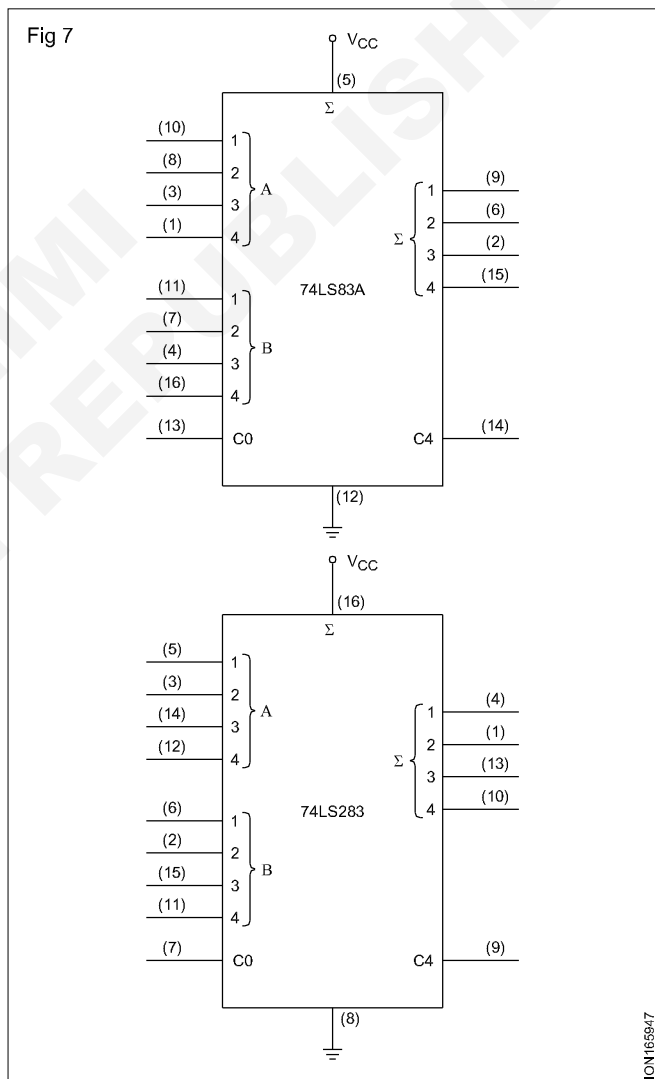 Fig 7
VCC
(5)
Σ
(10) 1
(8) 2
(3) 3
(1) 4
A
(11) 1
(7) 2
(4) 3
(16) 4
B
(13) C0
74LS83A
Σ
1 (9)
2 (6)
3 (2)
4 (15)
C4 (14)
(12)
VCC
(16)
Σ
(5) 1
(3) 2
(14) 3
(12) 4
A
(6) 1
(2) 2
(15) 3
(11) 4
B
(7) C0
74LS283
Σ
1 (4)
2 (1)
3 (13)
4 (10)
C4 (9)
(8)
ION165947
REPUBLISHE